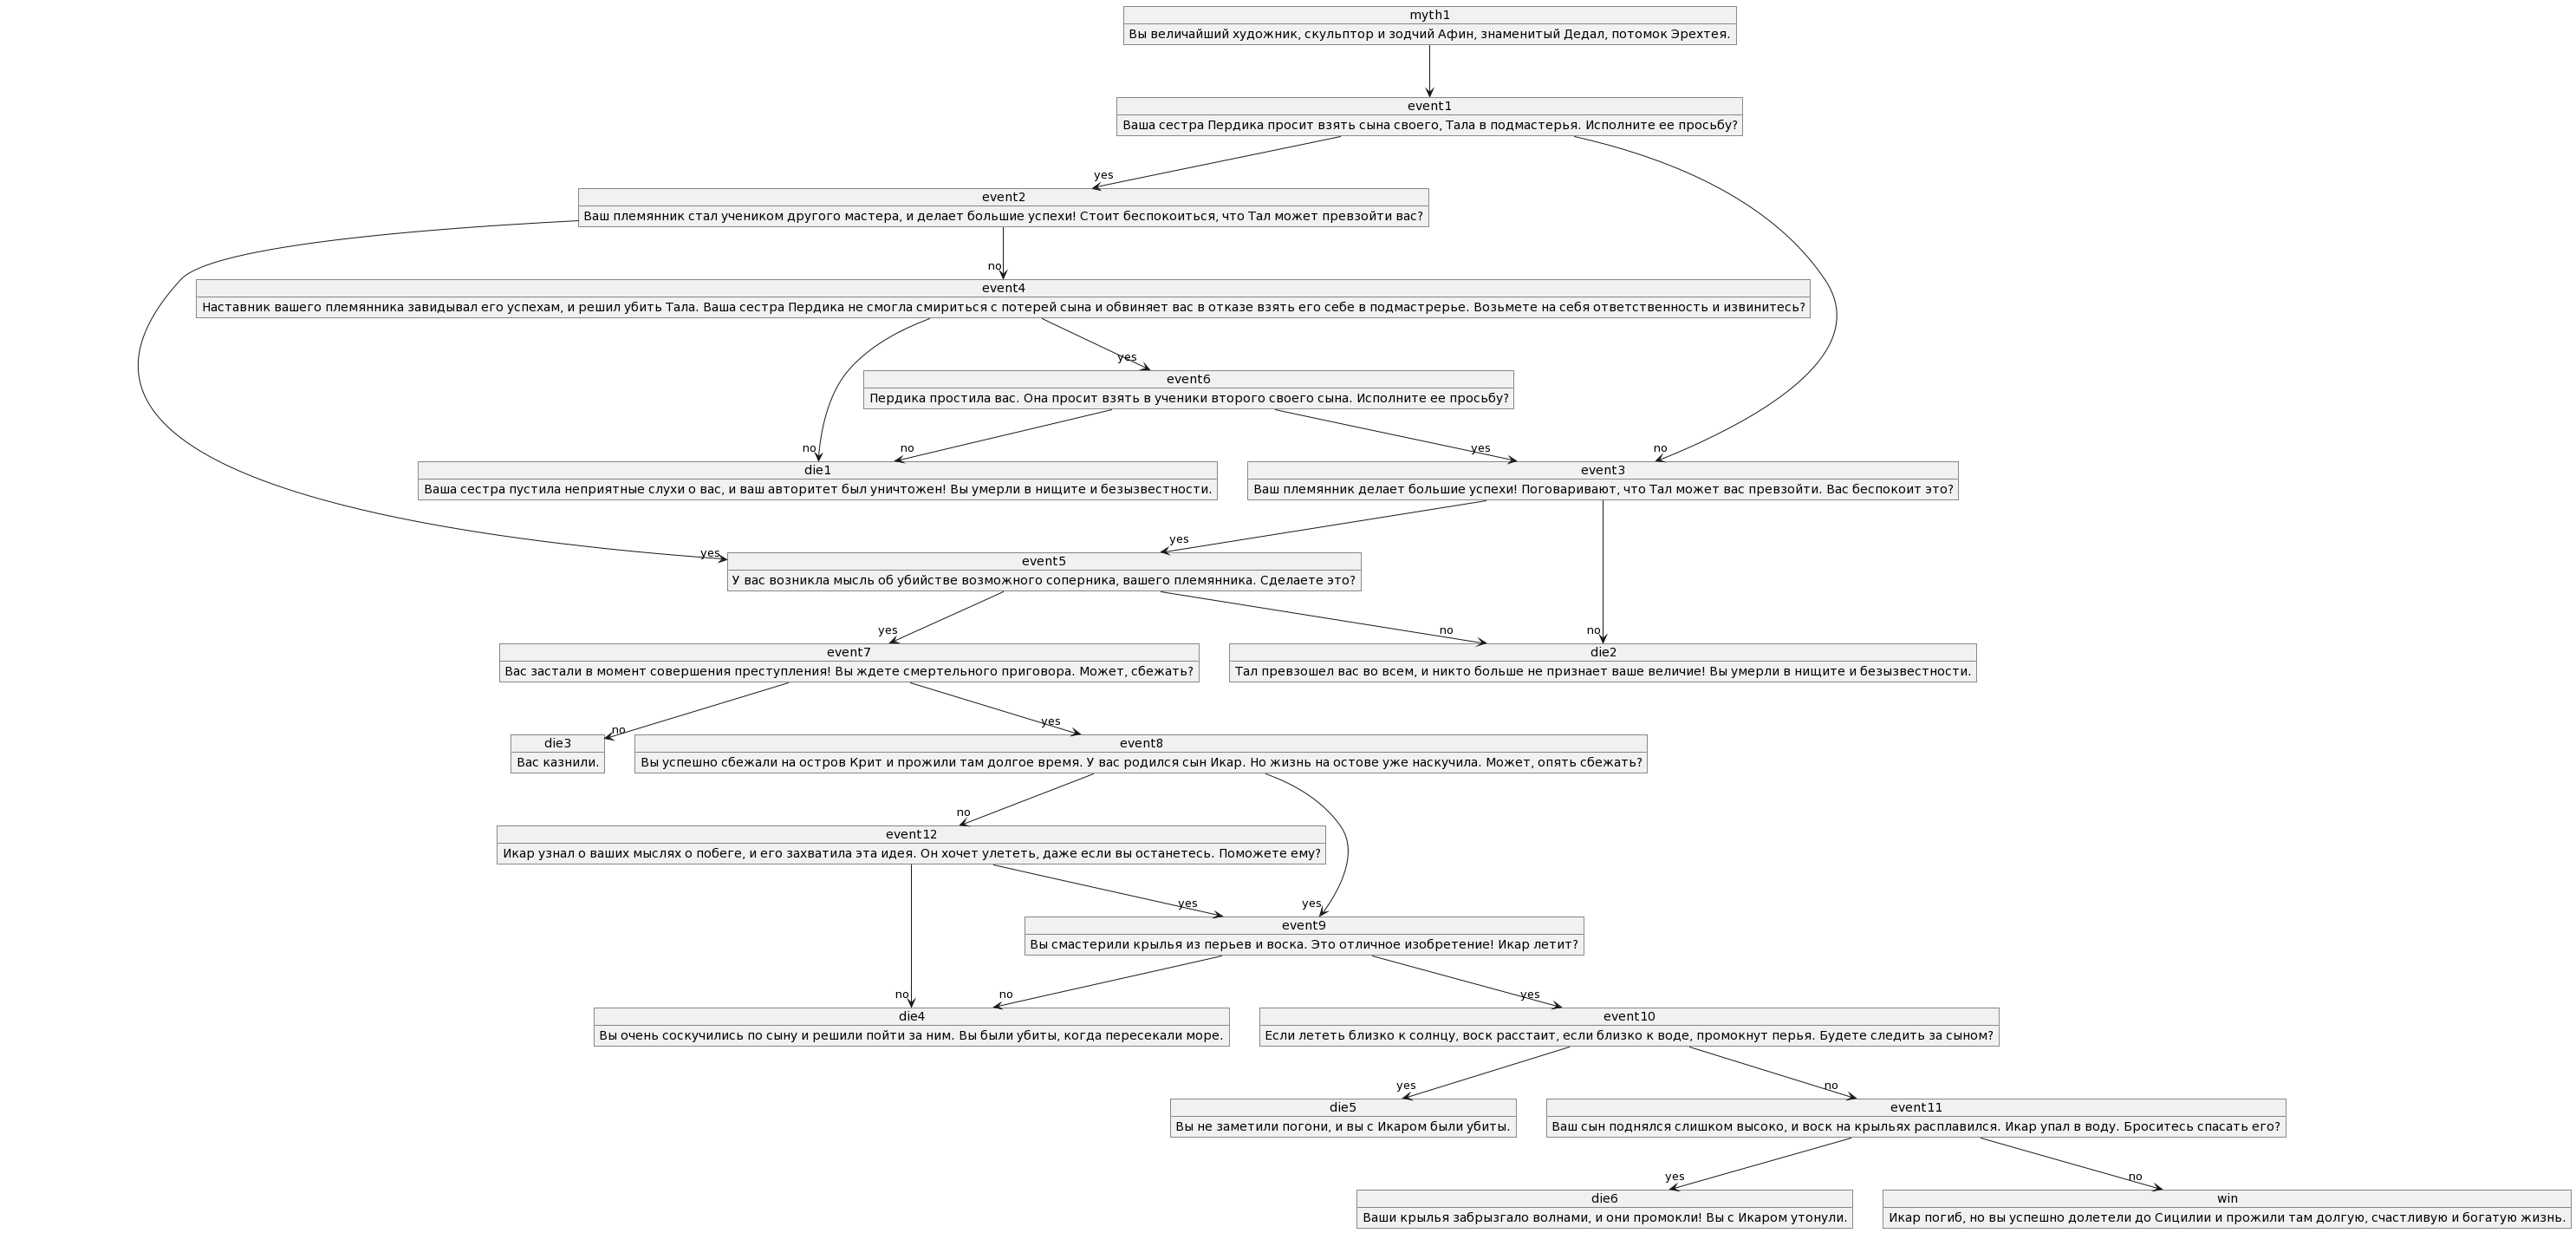 myth1
Вы величайший художник, скульптор и зодчий Афин, знаменитый Дедал, потомок Эрехтея.
event1
Ваша сестра Пердика просит взять сына своего, Тала в подмастерья. Исполните ее просьбу?
yes
event2
Ваш племянник стал учеником другого мастера, и делает большие успехи! Стоит беспокоиться, что Тал может превзойти вас?
no
event4
Наставник вашего племянника завидывал его успехам, и решил убить Тала. Ваша сестра Пердика не смогла смириться с потерей сына и обвиняет вас в отказе взять его себе в подмастрерье. Возьмете на себя ответственность и извинитесь?
yes
event6
Пердика простила вас. Она просит взять в ученики второго своего сына. Исполните ее просьбу?
no
no
yes
no
die1
Ваша сестра пустила неприятные слухи о вас, и ваш авторитет был уничтожен! Вы умерли в нищите и безызвестности.
event3
Ваш племянник делает большие успехи! Поговаривают, что Тал может вас превзойти. Вас беспокоит это?
yes
yes
event5
У вас возникла мысль об убийстве возможного соперника, вашего племянника. Сделаете это?
yes
no
no
event7
Вас застали в момент совершения преступления! Вы ждете смертельного приговора. Может, сбежать?
die2
Тал превзошел вас во всем, и никто больше не признает ваше величие! Вы умерли в нищите и безызвестности.
no
yes
die3
Вас казнили.
event8
Вы успешно сбежали на остров Крит и прожили там долгое время. У вас родился сын Икар. Но жизнь на остове уже наскучила. Может, опять сбежать?
no
event12
Икар узнал о ваших мыслях о побеге, и его захватила эта идея. Он хочет улететь, даже если вы останетесь. Поможете ему?
yes
yes
event9
Вы смастерили крылья из перьев и воска. Это отличное изобретение! Икар летит?
no
no
yes
die4
Вы очень соскучились по сыну и решили пойти за ним. Вы были убиты, когда пересекали море.
event10
Если лететь близко к солнцу, воск расстаит, если близко к воде, промокнут перья. Будете следить за сыном?
yes
no
die5
Вы не заметили погони, и вы с Икаром были убиты.
event11
Ваш сын поднялся слишком высоко, и воск на крыльях расплавился. Икар упал в воду. Броситесь спасать его?
yes
no
die6
Ваши крылья забрызгало волнами, и они промокли! Вы с Икаром утонули.
win
Икар погиб, но вы успешно долетели до Сицилии и прожили там долгую, счастливую и богатую жизнь.